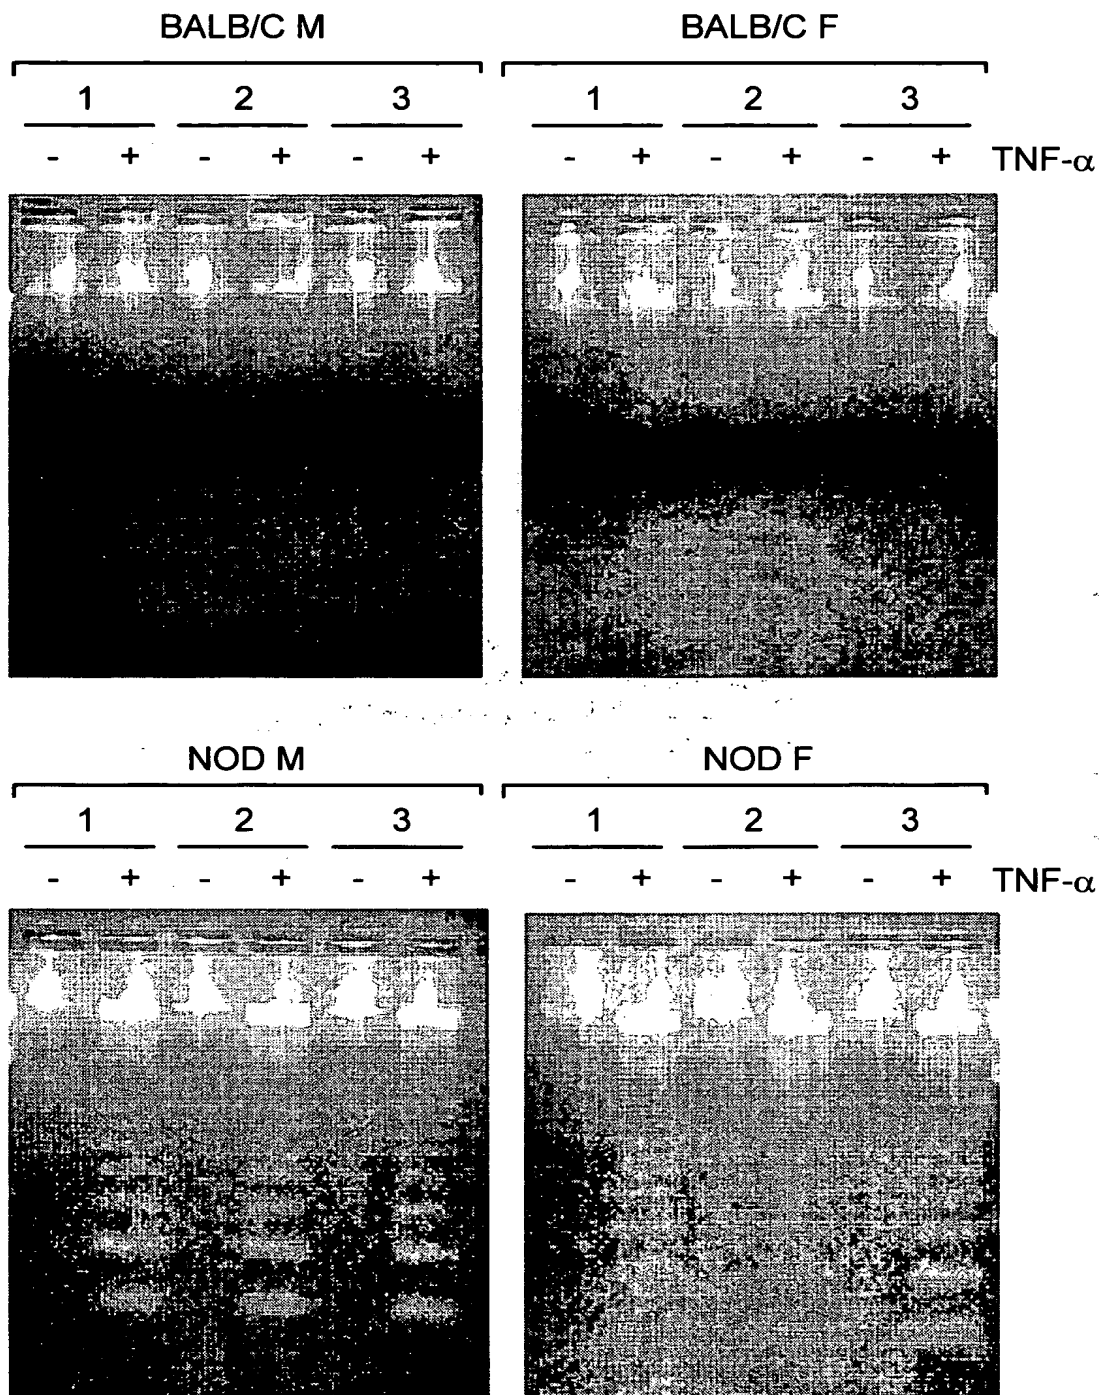 BALB/C M BALB/C F
1 2 3 1 2 3
- + - + - + - + - + - + TNF-α
NOD M NOD F
1 2 3 1 2 3
- + - + - + - + - + - + TNF-α